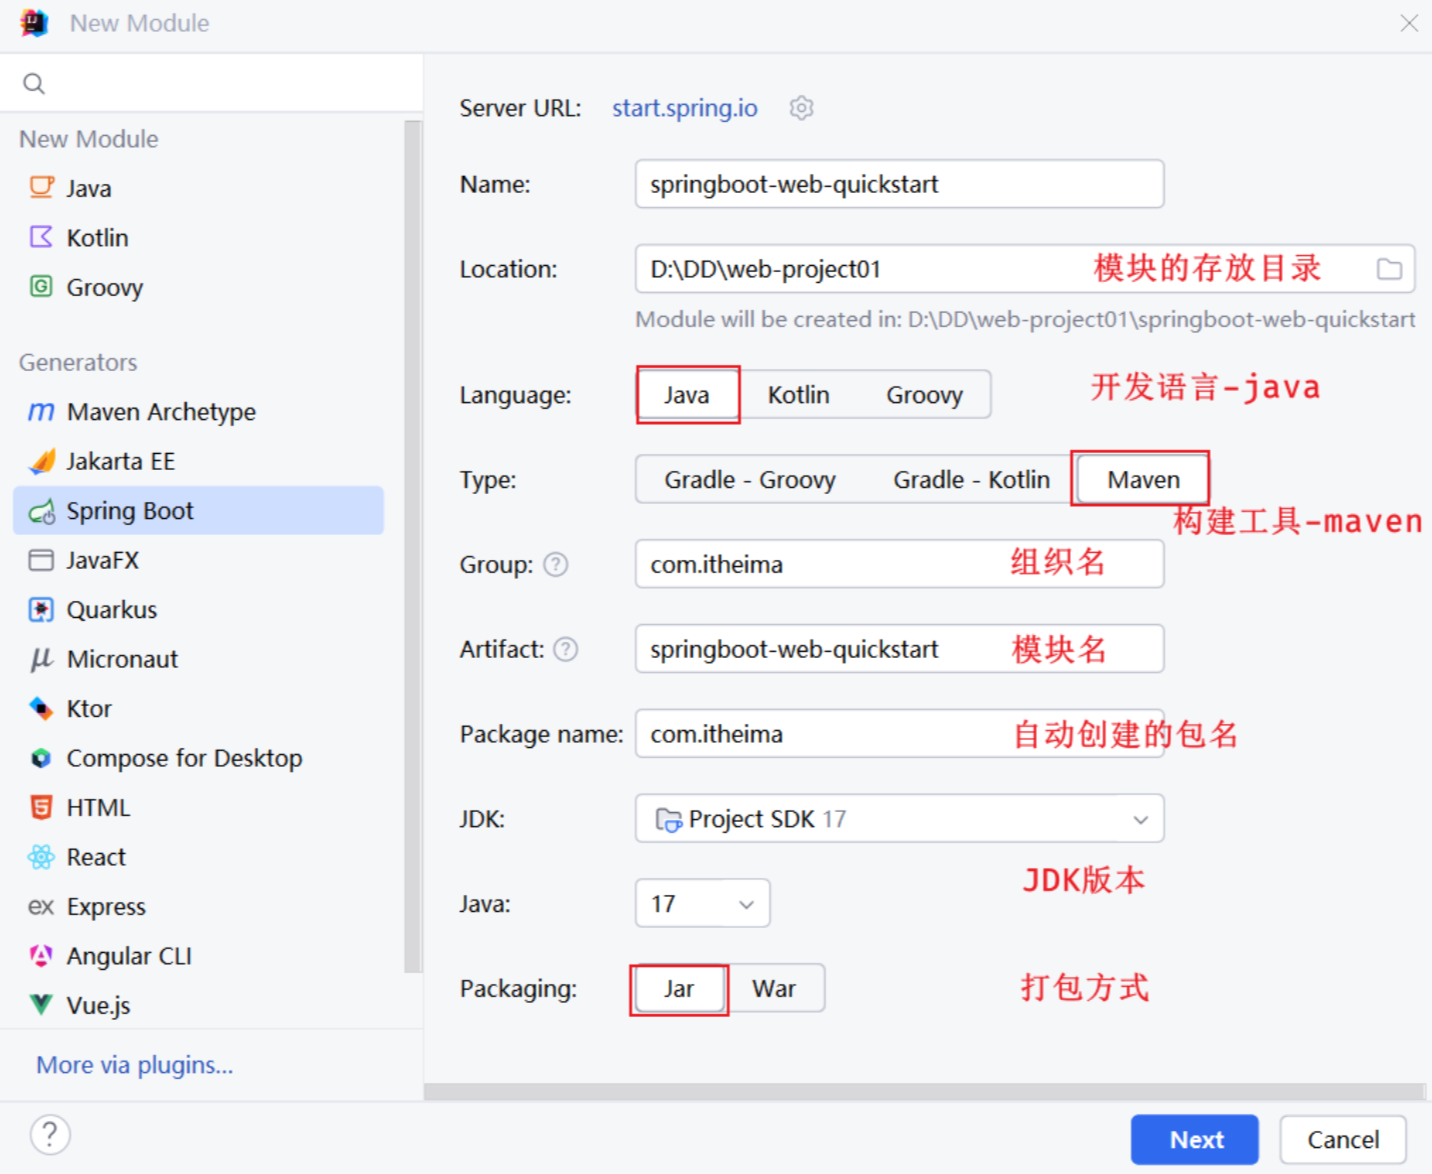 New Module
New Module
Java
Kotlin
Groovy
Generators
Maven Archetype
Jakarta EE
Spring Boot
JavaFX
Quarkus
Micronaut
Ktor
Compose for Desktop
HTML
React
ex Express
Angular CLI
Vue.js
More via plugins...
Server URL: start.spring.io
Name: springboot-web-quickstart
Location: D:\DD\web-project01 模块的存放目录
Module will be created in: D:\DD\web-project01\springboot-web-quickstart
Language: Java Kotlin Groovy 开发语言-java
Type: Gradle - Groovy Gradle - Kotlin Maven
构建工具-maven
Group: com.itheima 组织名
Artifact: springboot-web-quickstart 模块名
Package name: com.itheima 自动创建的包名
JDK: Project SDK 17
JDK版本
Java: 17
Packaging: Jar War 打包方式
? Next Cancel